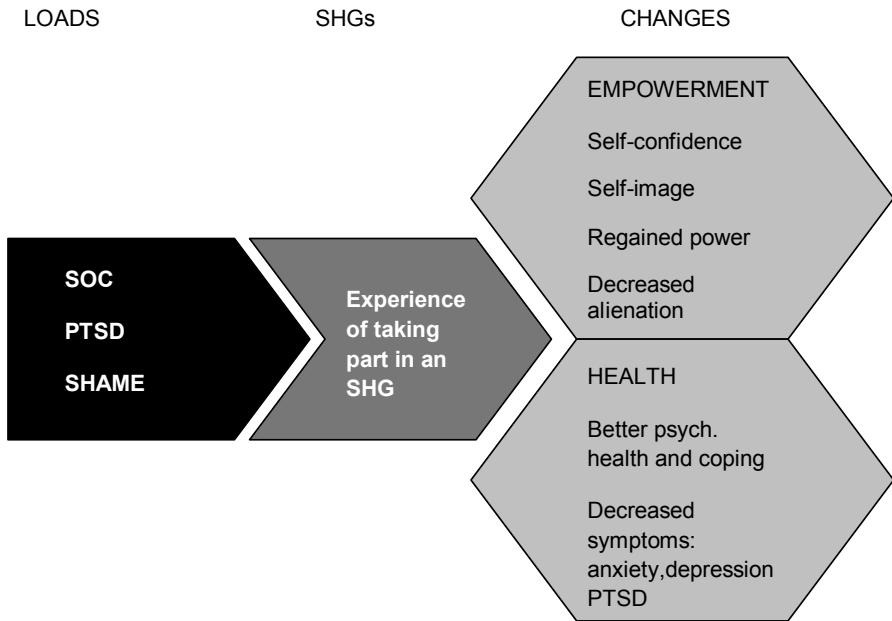 LOADS
SHGs
CHANGES
SOC
PTSD
SHAME
Experience
of taking
part in an
SHG
EMPOWERMENT
Self-confidence
Self-image
Regained power
Decreased
alienation
HEALTH
Better psych.
health and coping
Decreased
symptoms:
anxiety,depression
PTSD